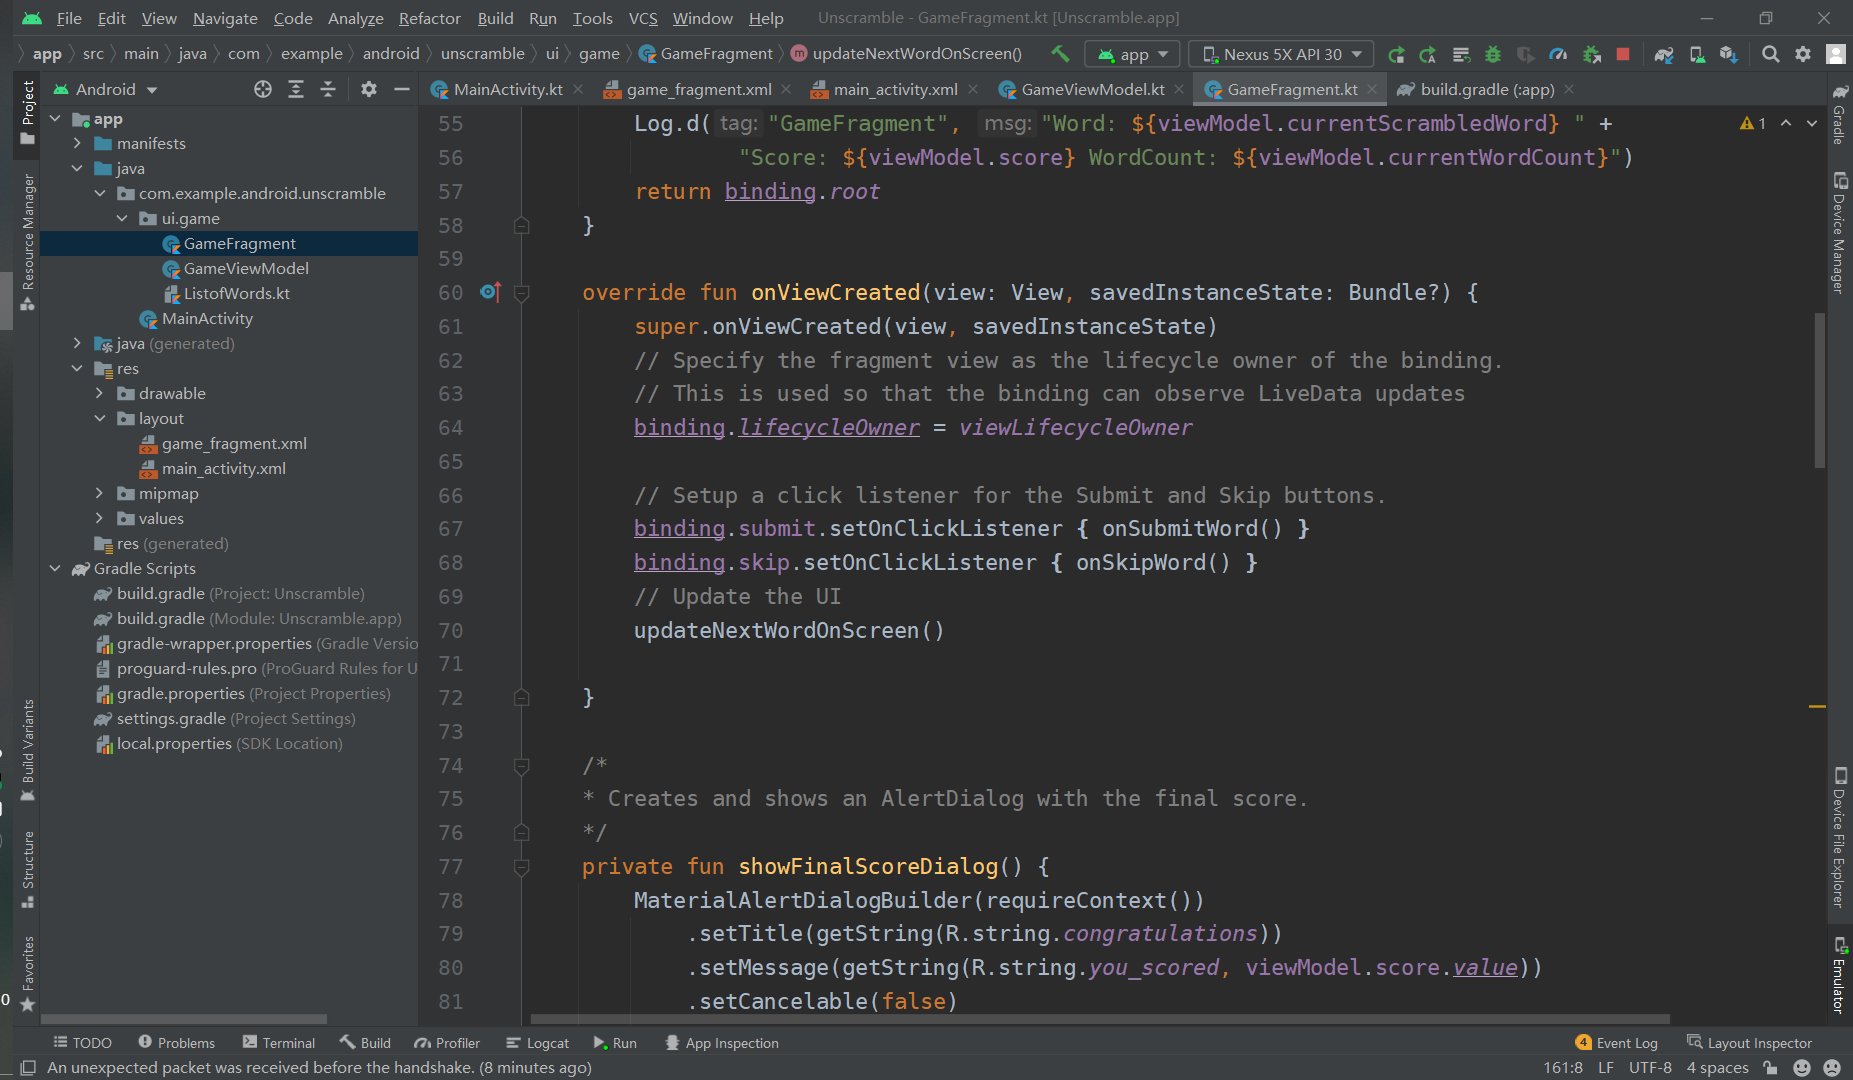 File Edit View Navigate Code Analyze Refactor Build Run Tools VCS Window Help Unscramble - GameFragment.kt [Unscramble.app]
app src main java com example android unscramble ui game GameFragment updateNextWordOnScreen() app Nexus 5X API 30
Android MainActivity.kt game_fragment.xml main_activity.xml GameViewModel.kt GameFragment.kt build.gradle (:app)
Project
Resource Manager
Build Variants
Structure
Favorites
app
manifests
java
com.example.android.unscramble
ui.game
GameFragment
GameViewModel
ListofWords.kt
MainActivity
java (generated)
res
drawable
layout
game_fragment.xml
main_activity.xml
mipmap
values
res (generated)
Gradle Scripts
build.gradle (Project: Unscramble)
build.gradle (Module: Unscramble.app)
gradle-wrapper.properties (Gradle Versio
proguard-rules.pro (ProGuard Rules for U
gradle.properties (Project Properties)
settings.gradle (Project Settings)
local.properties (SDK Location)
55 Log.d( tag: "GameFragment", msg: "Word: ${viewModel.currentScrambledWord} " +
56 "Score: ${viewModel.score} WordCount: ${viewModel.currentWordCount}")
57 return binding.root
58 }
59
60 override fun onViewCreated(view: View, savedInstanceState: Bundle?) {
61 super.onViewCreated(view, savedInstanceState)
62 // Specify the fragment view as the lifecycle owner of the binding.
63 // This is used so that the binding can observe LiveData updates
64 binding.lifecycleOwner = viewLifecycleOwner
65
66 // Setup a click listener for the Submit and Skip buttons.
67 binding.submit.setOnClickListener { onSubmitWord() }
68 binding.skip.setOnClickListener { onSkipWord() }
69 // Update the UI
70 updateNextWordOnScreen()
71
72 }
73
74 /*
75 * Creates and shows an AlertDialog with the final score.
76 */
77 private fun showFinalScoreDialog() {
78 MaterialAlertDialogBuilder(requireContext())
79 .setTitle(getString(R.string.congratulations))
80 .setMessage(getString(R.string.you_scored, viewModel.score.value))
81 .setCancelable(false)
1
Gradle
Device Manager
Device File Explorer
Emulator
0
TODO Problems Terminal Build Profiler Logcat Run App Inspection 4 Event Log Layout Inspector
An unexpected packet was received before the handshake. (8 minutes ago) 161:8 LF UTF-8 4 spaces